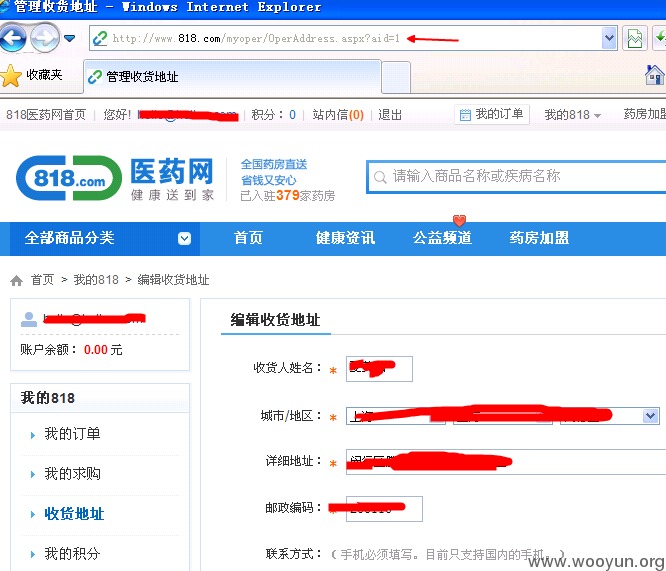 管理收货地址 - Windows Internet Explorer
http://www.818.com/myoper/OperAddress.aspx?aid=1
收藏夹 管理收货地址
818医药网首页 | 您好! | 积分：0 | 站内信(0) | 退出 我的订单 我的818 药房加盟
818.com 医药网 健康送到家
全国药房直送
省钱又安心
已入驻379家药房
请输入商品名称或疾病名称
全部商品分类 首页 健康资讯 公益频道 药房加盟
首页 > 我的818 > 编辑收货地址
账户余额：0.00 元
我的818
我的订单
我的求购
收货地址
我的积分
编辑收货地址
收货人姓名：*
城市/地区：* 上海
详细地址：*
邮政编码：*
联系方式：（手机必须填写。目前只支持国内的手机。）
www.wooyun.org